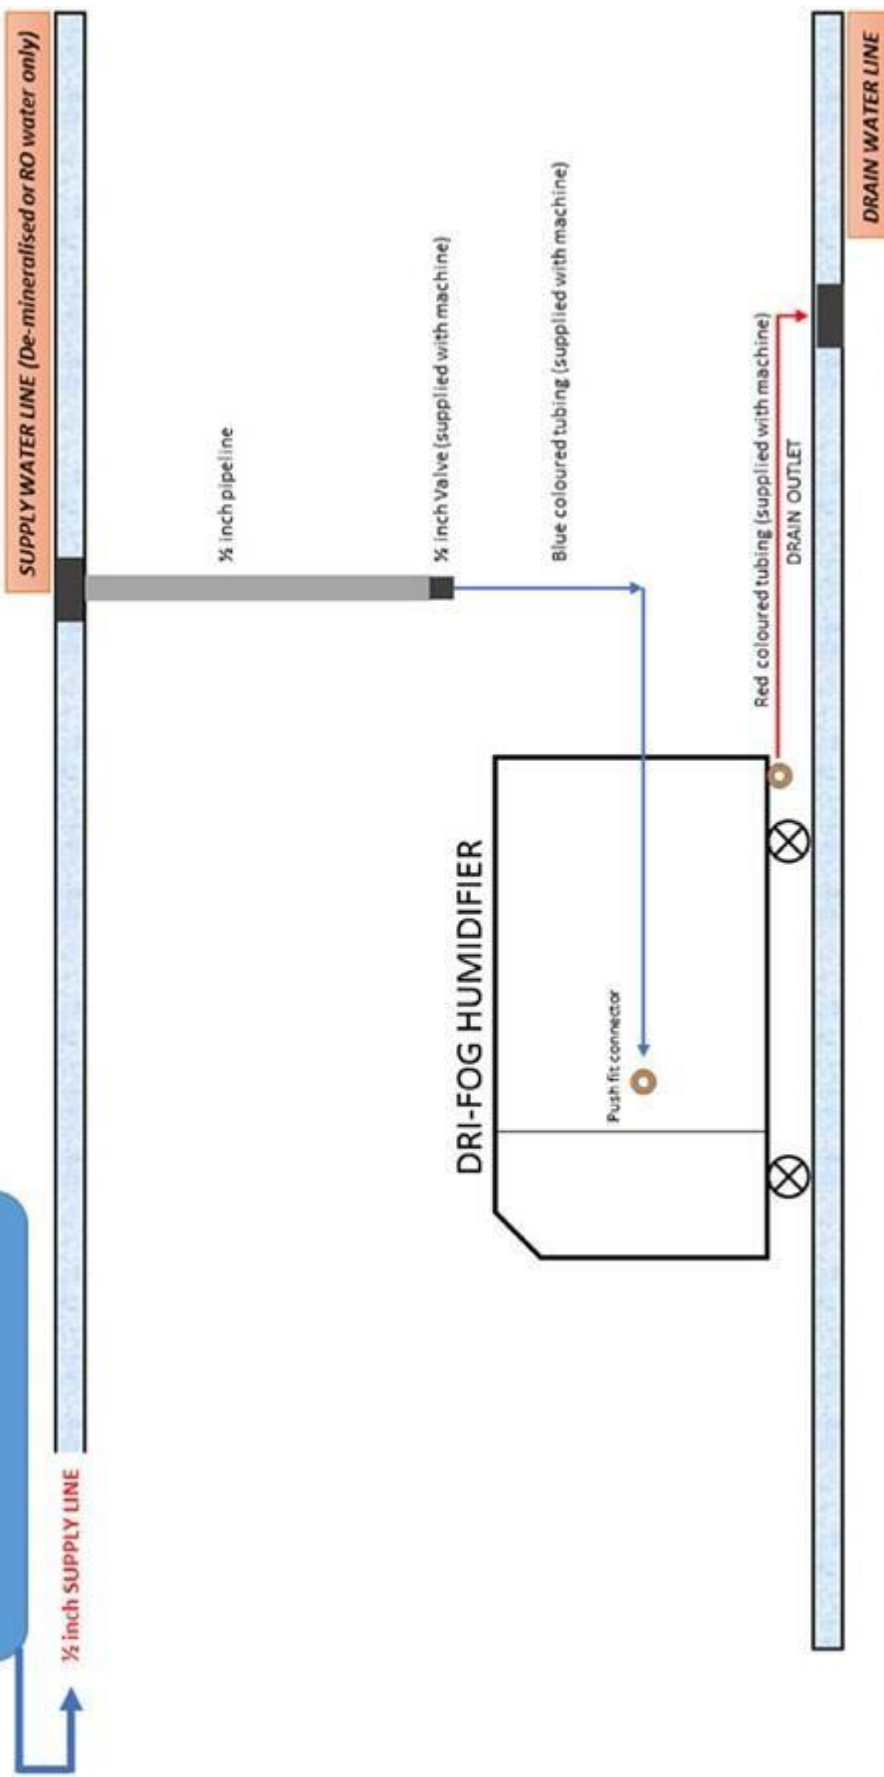 SUPPLY WATER LINE (De-mineralised or RO water only)
½ inch SUPPLY LINE
½ inch pipeline
½ inch Valve (supplied with machine)
Blue coloured tubing (supplied with machine)
DRI-FOG HUMIDIFIER
Push fit connector
Red coloured tubing (supplied with machine)
DRAIN OUTLET
DRAIN WATER LINE